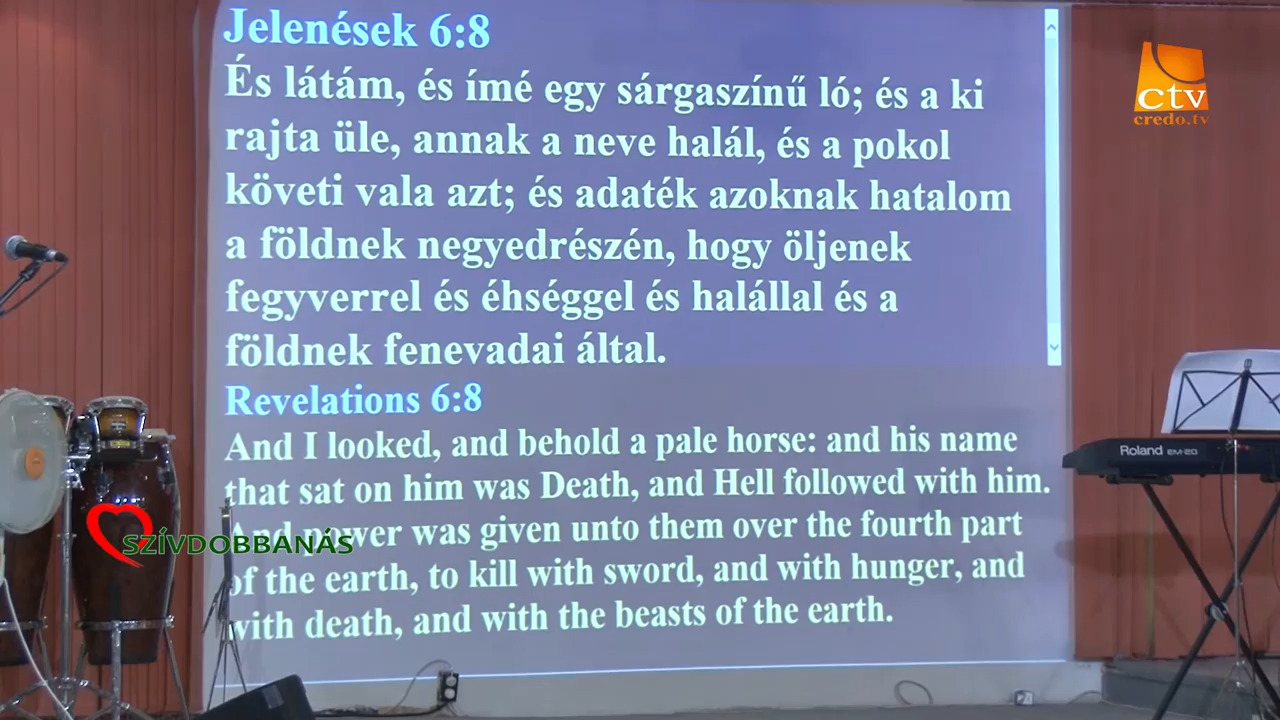 Jelenések 6:8
És látám, és ímé egy sárgaszínű ló; és a ki
rajta üle, annak a neve halál, és a pokol
követi vala azt; és adaték azoknak hatalom
a földnek negyedrészén, hogy öljenek
fegyverrel és éhséggel és halállal és a
földnek fenevadai által.
Revelations 6:8
And I looked, and behold a pale horse: and his name
that sat on him was Death, and Hell followed with him.
And power was given unto them over the fourth part
of the earth, to kill with sword, and with hunger, and
with death, and with the beasts of the earth.
ctv
credo.tv
Roland EM-20
SZÍVDOBBANÁS